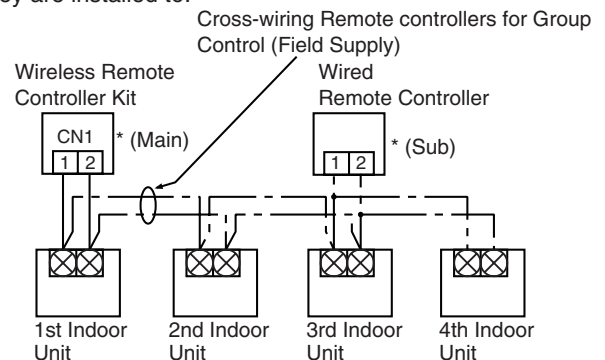 ey are installed to.
Cross-wiring Remote controllers for Group
Control (Field Supply)
Wireless Remote
Controller Kit
Wired
Remote Controller
CN1
* (Main)
1 2
* (Sub)
1 2
1st Indoor
Unit
2nd Indoor
Unit
3rd Indoor
Unit
4th Indoor
Unit